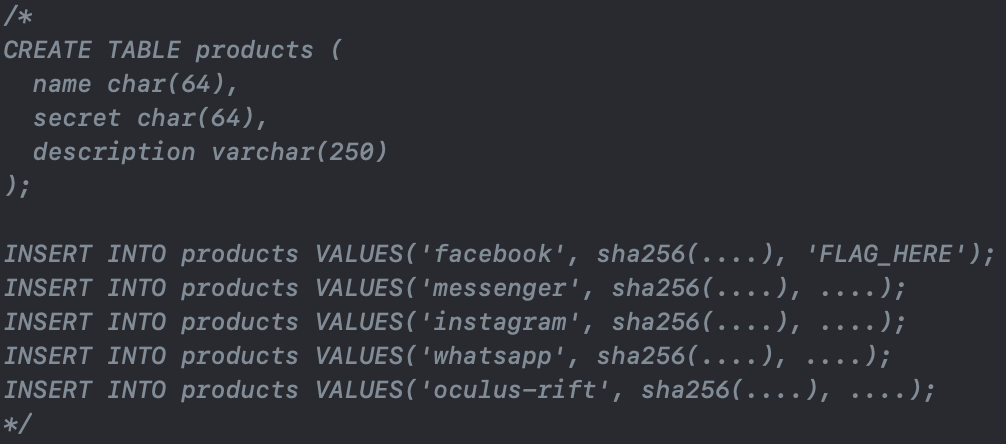 /*
CREATE TABLE products (
  name char(64),
  secret char(64),
  description varchar(250)
);

INSERT INTO products VALUES('facebook', sha256(....), 'FLAG_HERE');
INSERT INTO products VALUES('messenger', sha256(....), ....);
INSERT INTO products VALUES('instagram', sha256(....), ....);
INSERT INTO products VALUES('whatsapp', sha256(....), ....);
INSERT INTO products VALUES('oculus-rift', sha256(....), ....);
*/